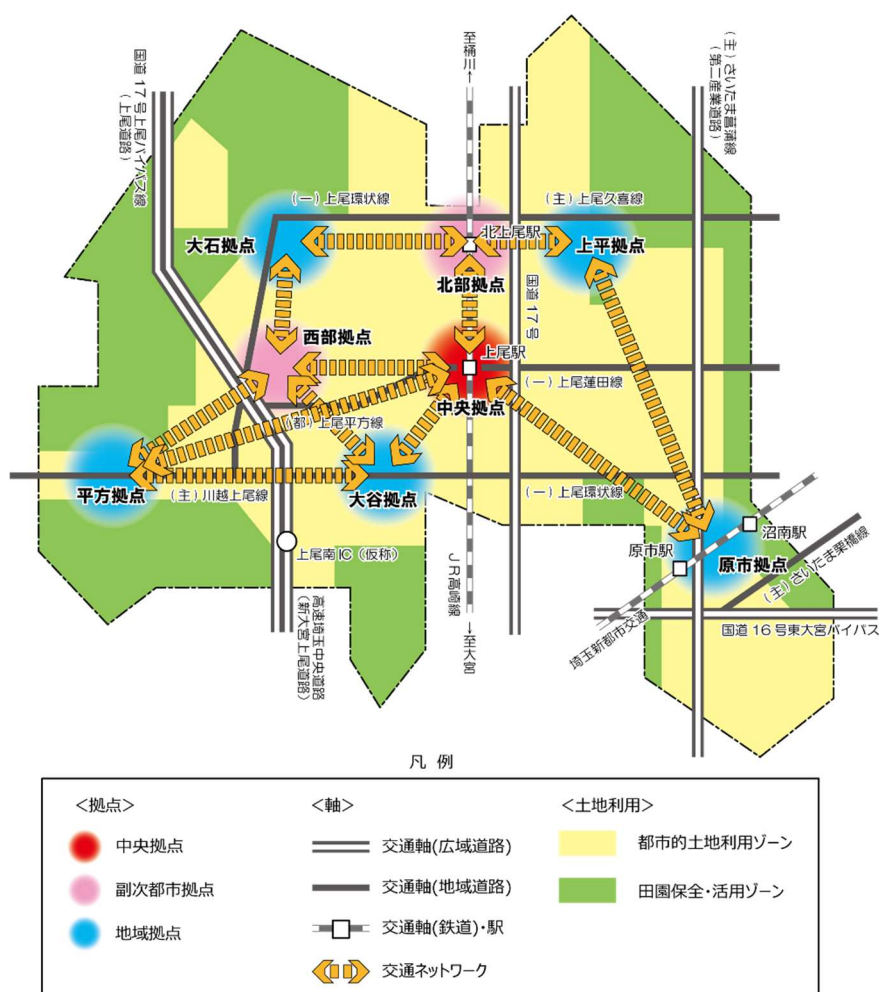 至桶川←
国道17号上尾バイパス線
(上尾道路)
(主)さいたま菖蒲線
(第二産業道路)
(一)上尾環状線
(主)上尾久喜線
大石拠点
北上尾駅
上平拠点
北部拠点
国道17号
西部拠点
上尾駅
(一)上尾蓮田線
中央拠点
(都)上尾平方線
平方拠点
(主)川越上尾線
大谷拠点
(一)上尾環状線
沼南駅
原市駅
原市拠点
上尾南IC(仮称)
JR高崎線
(主)さいたま栗橋線
高速埼玉中央道路
(新大宮上尾道路)
→至大宮
埼玉新都市交通
国道16号東大宮バイパス
凡 例
<拠点>
<軸>
<土地利用>
中央拠点
交通軸(広域道路)
都市的土地利用ゾーン
副次都市拠点
交通軸(地域道路)
田園保全・活用ゾーン
地域拠点
交通軸(鉄道)・駅
交通ネットワーク